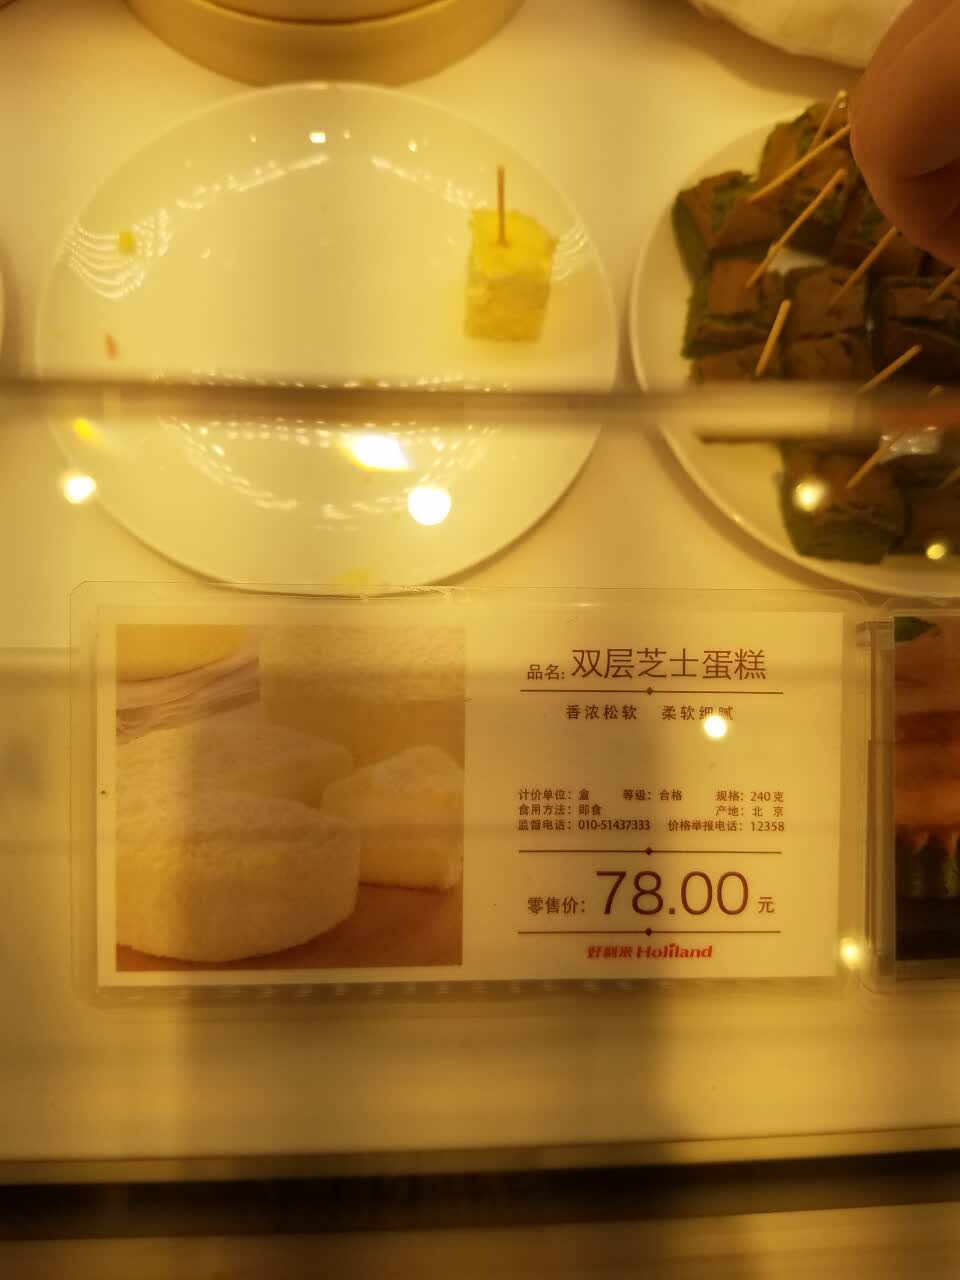 品名: 双层芝士蛋糕
香浓松软 柔软细腻
计价单位: 盒 等级: 合格 规格: 240克
食用方法: 即食 产地: 北京
监督电话: 010-51437333 价格举报电话: 12358
零售价: 78.00 元
好利来 Holiland